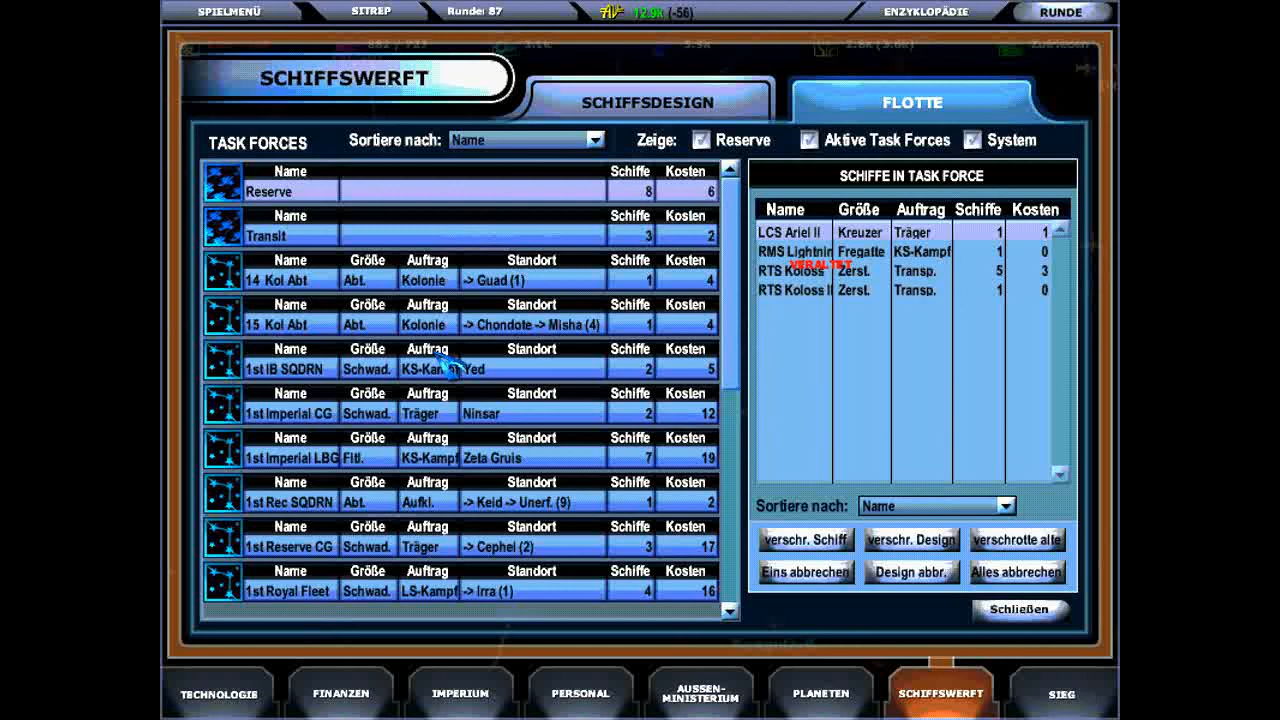 SPIELMENÜ SITREP Runde: 87 12.9k (-56) ENZYKLOPÄDIE RUNDE
SCHIFFSWERFT
SCHIFFSDESIGN FLOTTE
TASK FORCES Sortiere nach: Name Zeige: Reserve Aktive Task Forces System
Name Schiffe Kosten
Reserve 8 6
Name Schiffe Kosten
Transit 3 2
Name Größe Auftrag Standort Schiffe Kosten
14 Kol Abt Abt. Kolonie -> Guad (1) 1 4
Name Größe Auftrag Standort Schiffe Kosten
15 Kol Abt Abt. Kolonie -> Chondote -> Misha (4) 1 4
Name Größe Auftrag Standort Schiffe Kosten
1st IB SQDRN Schwad. KS-Kampf Yed 2 5
Name Größe Auftrag Standort Schiffe Kosten
1st Imperial CG Schwad. Träger Ninsar 2 12
Name Größe Auftrag Standort Schiffe Kosten
1st Imperial LBG Fltl. KS-Kampf Zeta Gruis 7 19
Name Größe Auftrag Standort Schiffe Kosten
1st Rec SQDRN Abt. Aufkl. -> Keid -> Unerf. (9) 1 2
Name Größe Auftrag Standort Schiffe Kosten
1st Reserve CG Schwad. Träger -> Cephei (2) 3 17
Name Größe Auftrag Standort Schiffe Kosten
1st Royal Fleet Schwad. LS-Kampf -> Irra (1) 4 16
SCHIFFE IN TASK FORCE
Name Größe Auftrag Schiffe Kosten
LCS Ariel II Kreuzer Träger 1 1
RMS Lightnin Fregatte KS-Kampf 1 0
VERALTET
RTS Koloss Zerst. Transp. 5 3
RTS Koloss II Zerst. Transp. 1 0
Sortiere nach: Name
verschr. Schiff verschr. Design verschrotte alte
Eins abbrechen Design abbr. Alles abbrechen
Schließen
TECHNOLOGIE FINANZEN IMPERIUM PERSONAL AUSSEN-
MINISTERIUM PLANETEN SCHIFFSWERFT SIEG